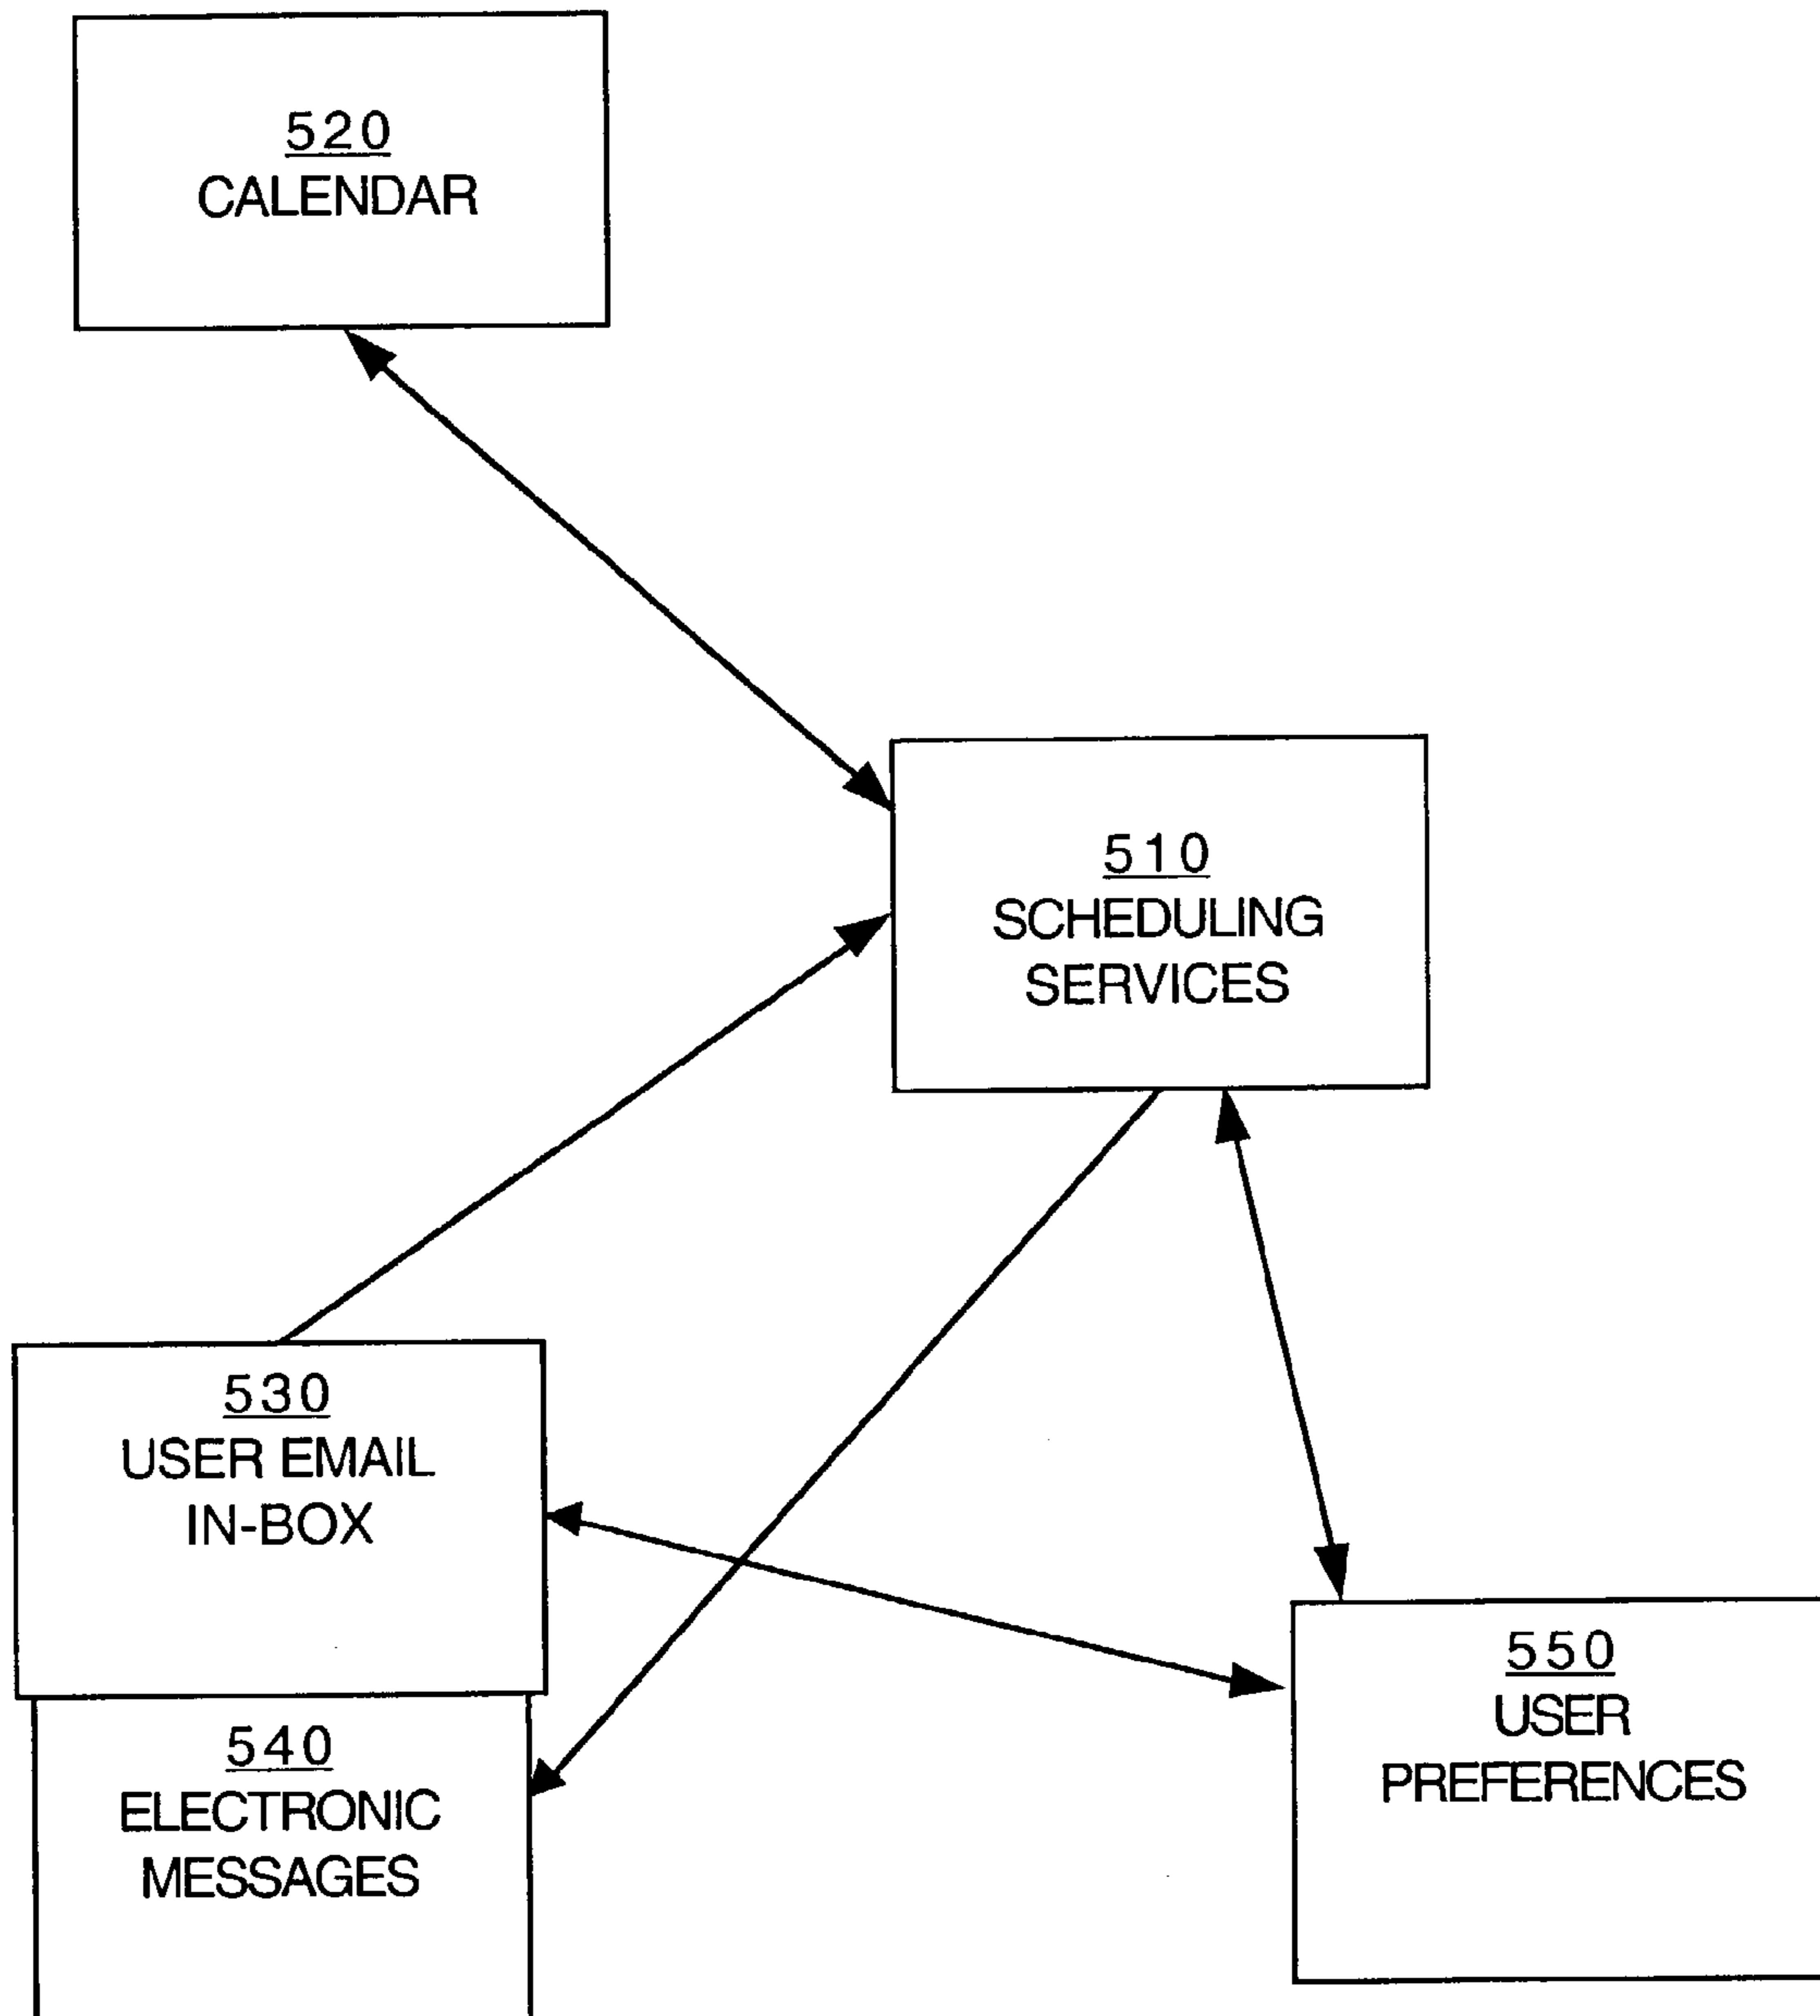 520
CALENDAR
510
SCHEDULING
SERVICES
530
USER EMAIL
IN-BOX
550
USER
PREFERENCES
540
ELECTRONIC
MESSAGES